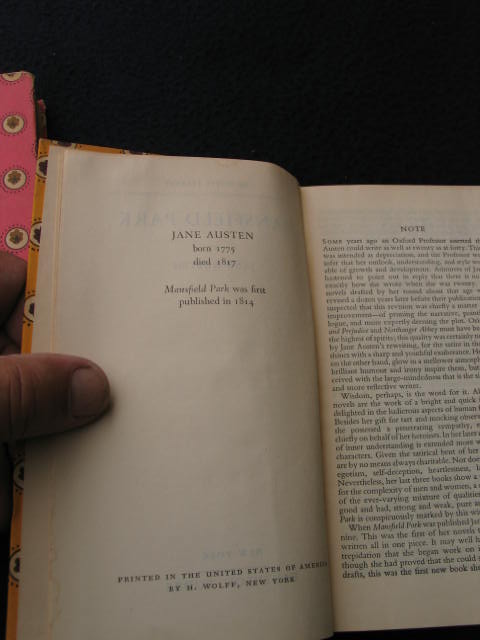 JANE AUSTEN
born 1775
died 1817
Mansfield Park was first
published in 1814
PRINTED IN THE UNITED STATES OF AMERICA
BY H. WOLFF, NEW YORK
NOTE
SOME years ago an Oxford Professor
Austen could write as well at twenty as at forty. This
was intended as depreciation, and the Professor
infer that her outlook, understanding, and style
able of growth and development. Admirers of
hastened to point out in reply that there is
exactly how she wrote when she was twenty.
novels drafted by her round about that age
revised a dozen years later before their publication
suspected that this revision was chiefly a matter
improvement—of pruning the narrative,
logue, and more expertly devising the plot.
and Prejudice and Northanger Abbey must have
the highest of spirits; this quality was certainly
by Jane Austen's rewriting, for the satire in
shines with a sharp and youthful exuberance.
on the other hand, glow in a mellower
brilliant humour and irony inspire them, but
ceived with the large-mindedness that is the
and more reflective writer.
Wisdom, perhaps, is the word for it.
novels are the work of a bright and quick
delighted in the ludicrous aspects of human
Besides her gift for tart and mocking
she possessed a penetrating sympathy,
chiefly on behalf of her heroines. In her later
of inner understanding is extended more
characters. Given the satirical bent of her
are by no means always charitable. Not
egotism, self-deception, heartlessness,
Nevertheless, her last three books show a
for the complexity of men and women, a
of the ever-varying mixture of qualities
good and bad, strong and weak, pure
Park is conspicuously marked by this
When Mansfield Park was published
nine. This was the first of her novels
written all in one piece. It may well
trepidation that she began work on
though she had proved that she could
drafts, this was the first new book she